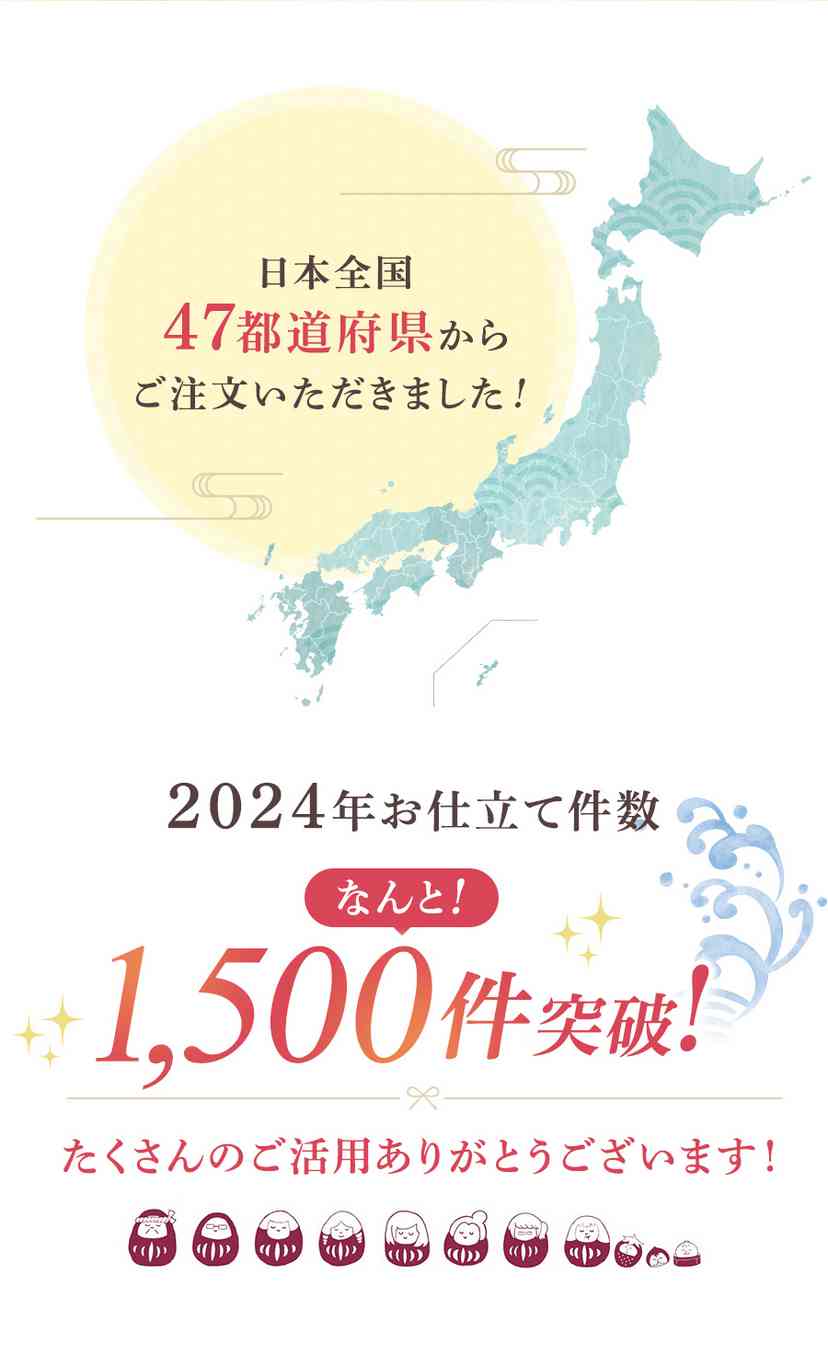 日本全国
47都道府県から
ご注文いただきました！
2024年お仕立て件数
なんと！
1,500件突破！
たくさんのご活用ありがとうございます！